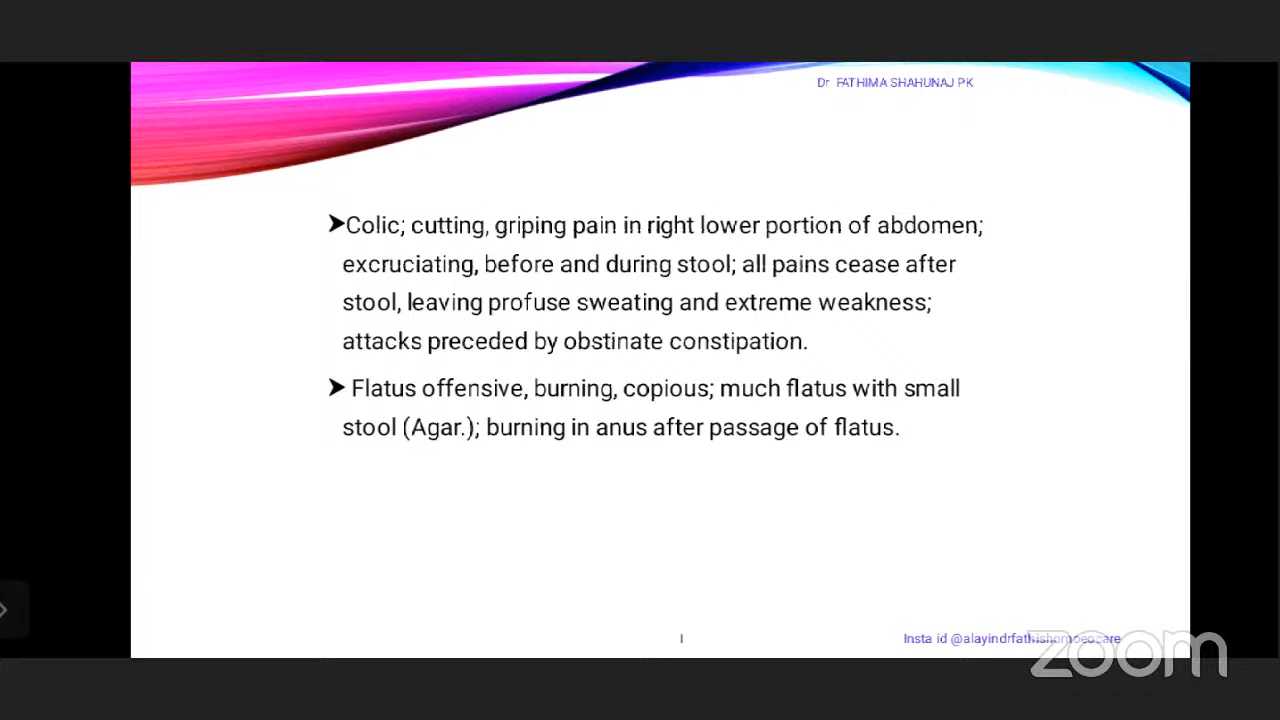 Dr FATHIMA SHAHUNAJ PK
➤Colic; cutting, griping pain in right lower portion of abdomen;
excruciating, before and during stool; all pains cease after
stool, leaving profuse sweating and extreme weakness;
attacks preceded by obstinate constipation.
➤ Flatus offensive, burning, copious; much flatus with small
stool (Agar.); burning in anus after passage of flatus.
Insta id @alayindrfathishomoeocare
zoom